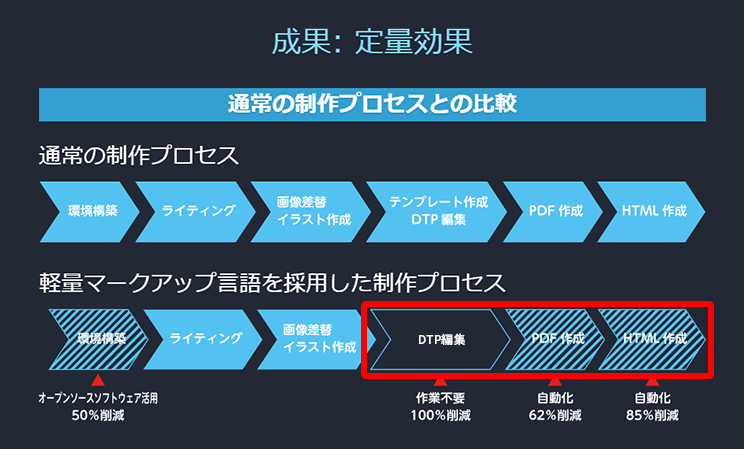 成果: 定量効果
通常の制作プロセスとの比較
通常の制作プロセス
環境構築
ライティング
画像差替
イラスト作成
テンプレート作成
DTP 編集
PDF 作成
HTML 作成
軽量マークアップ言語を採用した制作プロセス
環境構築
ライティング
画像差替
イラスト作成
DTP編集
PDF 作成
HTML 作成
オープンソースソフトウェア活用
50%削減
作業不要
100%削減
自動化
62%削減
自動化
85%削減